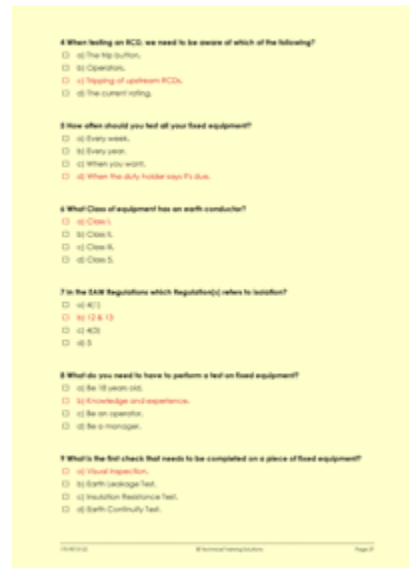 4 When testing an RCD, we need to be aware of which of the following?
☐ a) The trip button.
☐ b) Operators.
☐ c) Tripping of upstream RCDs.
☐ d) The current rating.
5 How often should you test all your fixed equipment?
☐ a) Every week.
☐ b) Every year.
☐ c) When you want.
☐ d) When the duty holder says it's due.
6 What Class of equipment has an earth conductor?
☐ a) Class I.
☐ b) Class II.
☐ c) Class III.
☐ d) Class 5.
7 In the EAW Regulations which Regulation(s) refers to isolation?
☐ a) 4(1)
☐ b) 12 & 13
☐ c) 4(3)
☐ d) 5
8 What do you need to have to perform a test on fixed equipment?
☐ a) Be 18 years old.
☐ b) Knowledge and experience.
☐ c) Be an operator.
☐ d) Be a manager.
9 What is the first check that needs to be completed on a piece of fixed equipment?
☐ a) Visual Inspection.
☐ b) Earth Leakage Test.
☐ c) Insulation Resistance Test.
☐ d) Earth Continuity Test.
© Technical Training Solutions
Page